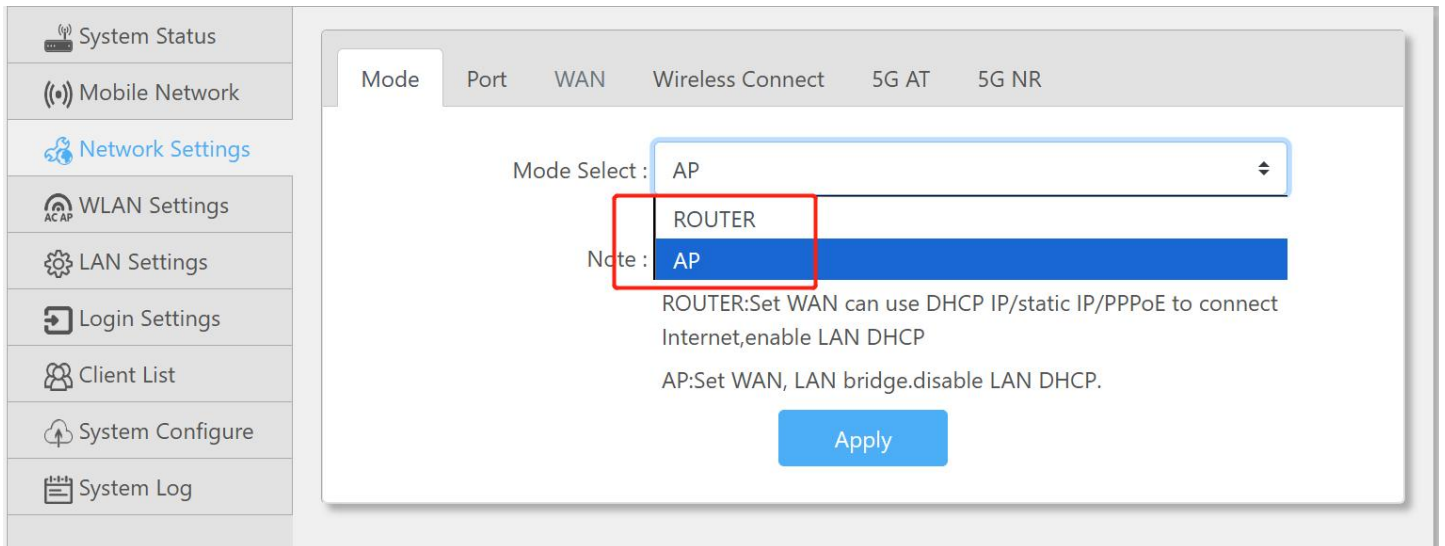 System Status
Mobile Network
Network Settings
AC AP
WLAN Settings
LAN Settings
Login Settings
Client List
System Configure
System Log
Mode Port WAN Wireless Connect 5G AT 5G NR
Mode Select : AP
ROUTER
Note : AP
ROUTER:Set WAN can use DHCP IP/static IP/PPPoE to connect
Internet,enable LAN DHCP
AP:Set WAN, LAN bridge.disable LAN DHCP.
Apply